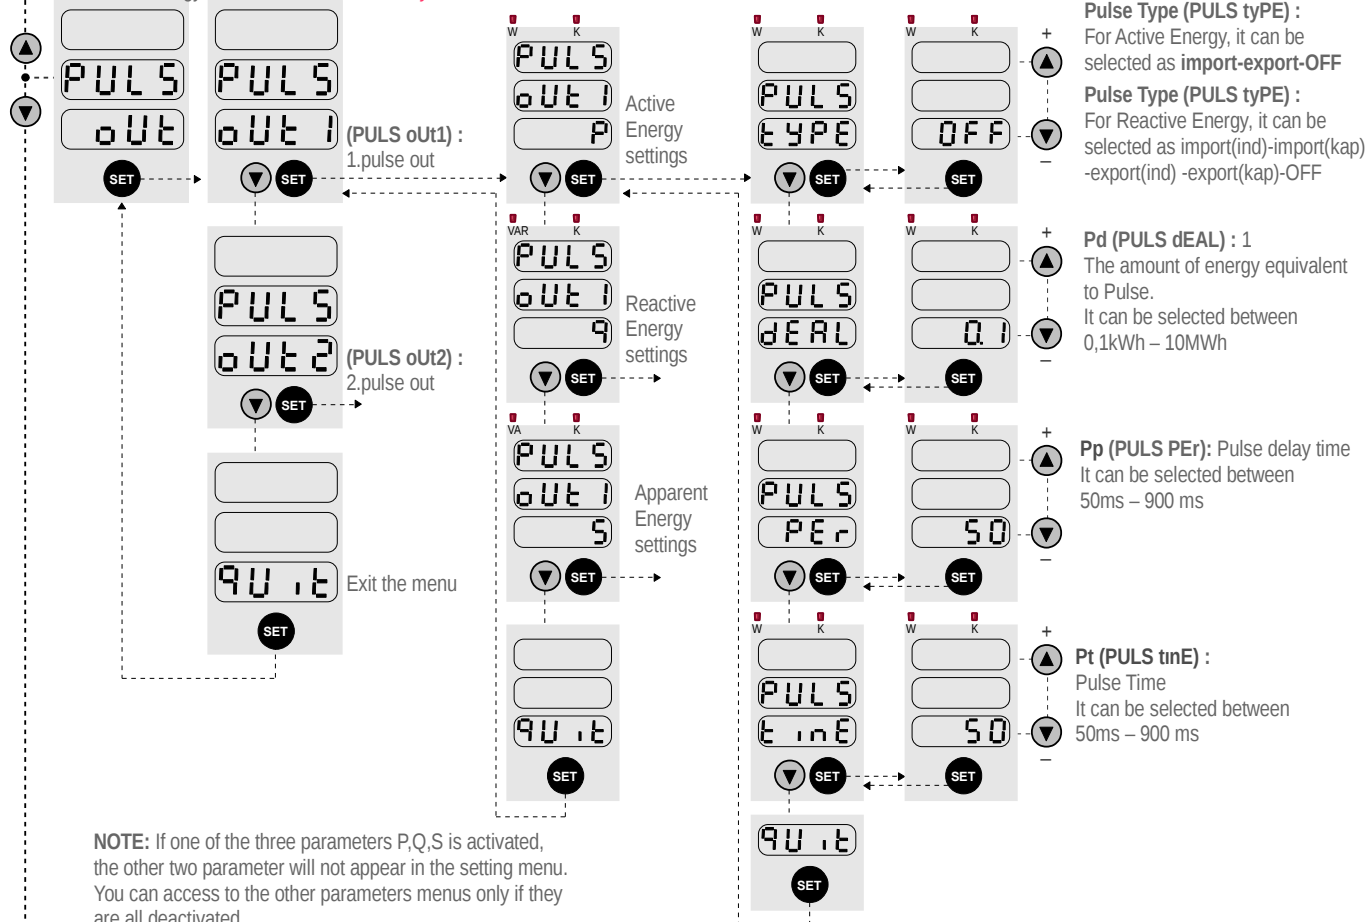 PULS
oUt
SET
PULS
oUt 1
SET
(PULS oUt1) :
1.pulse out
PULS
oUt2
SET
(PULS oUt2) :
2.pulse out
qUit
SET
Exit the menu
W K
PULS
oUt 1
P
SET
Active
Energy
settings
VAR K
PULS
oUt 1
q
SET
Reactive
Energy
settings
VA K
PULS
oUt 1
S
SET
Apparent
Energy
settings
qUit
SET
W K
PULS
tYPE
SET
W K
OFF
SET
+
–
Pulse Type (PULS tyPE) :
For Active Energy, it can be
selected as import-export-OFF
Pulse Type (PULS tyPE) :
For Reactive Energy, it can be
selected as import(ind)-import(kap)
-export(ind) -export(kap)-OFF
W K
PULS
dEAL
SET
W K
0.1
SET
+
–
Pd (PULS dEAL) : 1
The amount of energy equivalent
to Pulse.
It can be selected between
0,1kWh – 10MWh
W K
PULS
PEr
SET
W K
50
SET
+
–
Pp (PULS PEr): Pulse delay time
It can be selected between
50ms – 900 ms
W K
PULS
tinE
SET
W K
50
SET
+
–
Pt (PULS tınE) :
Pulse Time
It can be selected between
50ms – 900 ms
qUit
SET
NOTE: If one of the three parameters P,Q,S is activated,
the other two parameter will not appear in the setting menu.
You can access to the other parameters menus only if they
are all deactivated